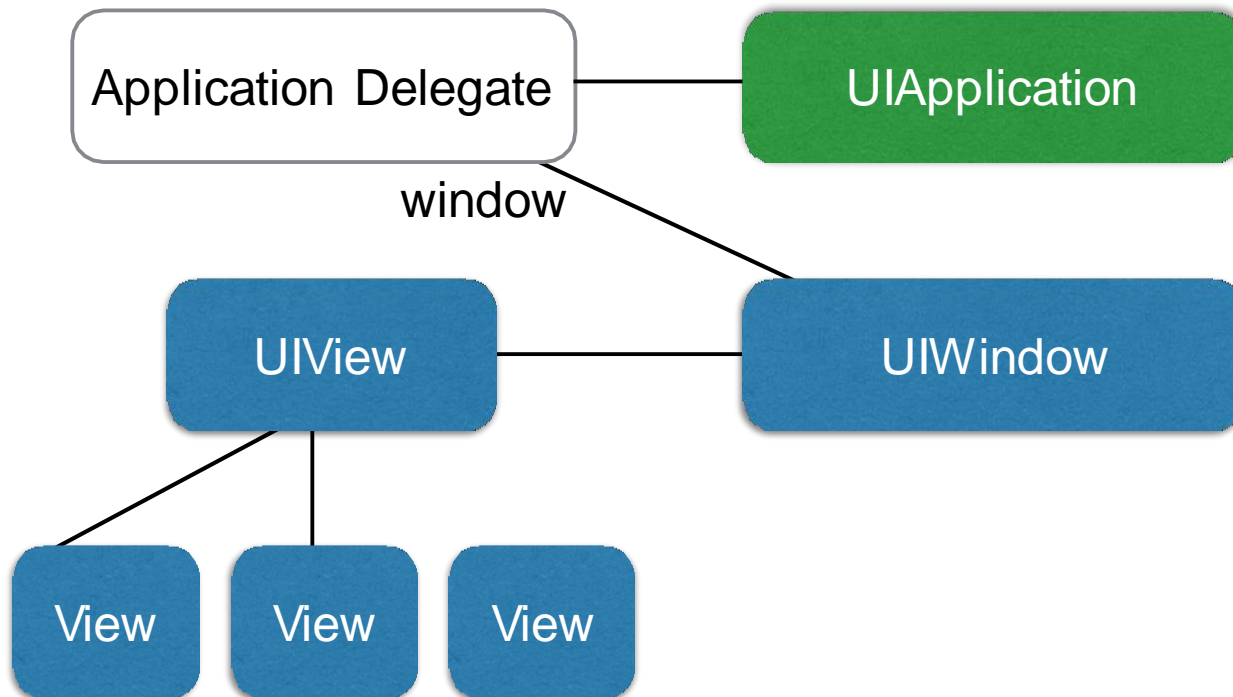 Application Delegate
UIApplication
window
UIView
UIWindow
View
View
View